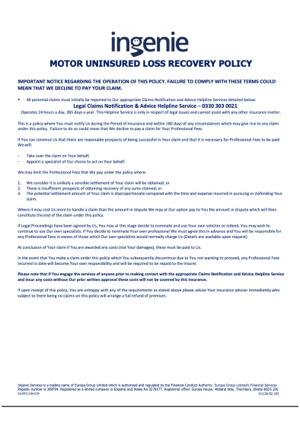 ingenie
MOTOR UNINSURED LOSS RECOVERY POLICY
IMPORTANT NOTICE REGARDING THE OPERATION OF THIS POLICY. FAILURE TO COMPLY WITH THESE TERMS COULD
MEAN THAT WE DECLINE TO PAY YOUR CLAIM.
• All potential claims must initially be reported to Our appropriate Claims Notification and Advice Helpline Services detailed below:
Legal Claims Notification & Advice Helpline Service – 0330 303 0021
Operates 24 hours a day, 365 days a year. This Helpline Service is only in respect of legal issues and cannot assist with any other insurance matter.
This is a policy where You must notify Us during the Period of Insurance and within 180 days of any circumstances which may give rise to any claim
under this policy. Failure to do so could mean that We decline to pay a claim for Your Professional Fees.
If You can convince Us that there are reasonable prospects of being successful in Your claim and that it is necessary for Professional Fees to be paid
We will:
- Take over the claim on Your behalf;
- Appoint a specialist of Our choice to act on Your behalf.
We may limit the Professional Fees that We pay under the policy where:
1. We consider it is unlikely a sensible settlement of Your claim will be obtained; or
2. There is insufficient prospects of obtaining recovery of any sums claimed; or
3. The potential settlement amount of Your claim is disproportionate compared with the time and expense incurred in pursuing or defending Your
claim.
Where it may cost Us more to handle a claim than the amount in dispute We may at Our option pay to You the amount in dispute which will then
constitute the end of the claim under this policy.
If Legal Proceedings have been agreed by Us, You may at this stage decide to nominate and use Your own solicitor or indeed, You may wish to
continue to use Our own specialists. If You decide to nominate Your own professional We must agree this in advance and You will be responsible for
any Professional Fees in excess of those which Our own specialists would normally charge Us (Details are available upon request).
At conclusion of Your claim if You are awarded any costs (not Your damages), these must be paid to Us.
In the event that You make a claim under this policy which You subsequently discontinue due to You not wanting to proceed, any Professional Fees
incurred to date will become Your own responsibility and will be required to be repaid to the Insurer.
Please note that if You engage the services of anyone prior to making contact with the appropriate Claims Notification and Advice Helpline Service
and incur any costs without Our prior written approval these costs will not be covered by this insurance.
If upon receipt of this policy, You are unhappy with any of the requirements as stated above please advise Your insurance adviser immediately who
subject to there being no claims on this policy will arrange a full refund of premium.
Ingenie Services is a trading name of Europa Group Limited which is authorised and regulated by the Financial Conduct Authority. Europa Group Limited's Financial Services
Register number is 309794. Registered as a limited company in England and Wales No 3279177. Registered office: Europa House, Midland Way, Thornbury, Bristol BS35 2JX